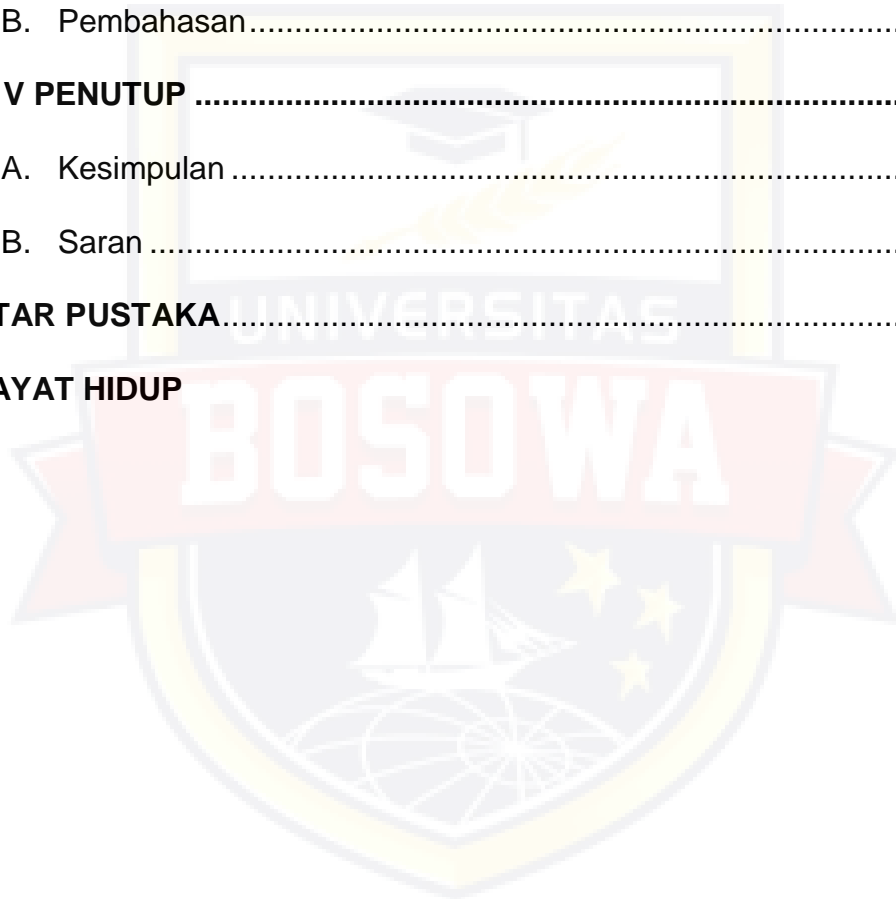 B. Pembahasan........................................................................
V PENUTUP ..............................................................................
A. Kesimpulan ..........................................................................
B. Saran ...................................................................................
TAR PUSTAKA...........................................................................
AYAT HIDUP
UNIVERSITAS
BOSOWA